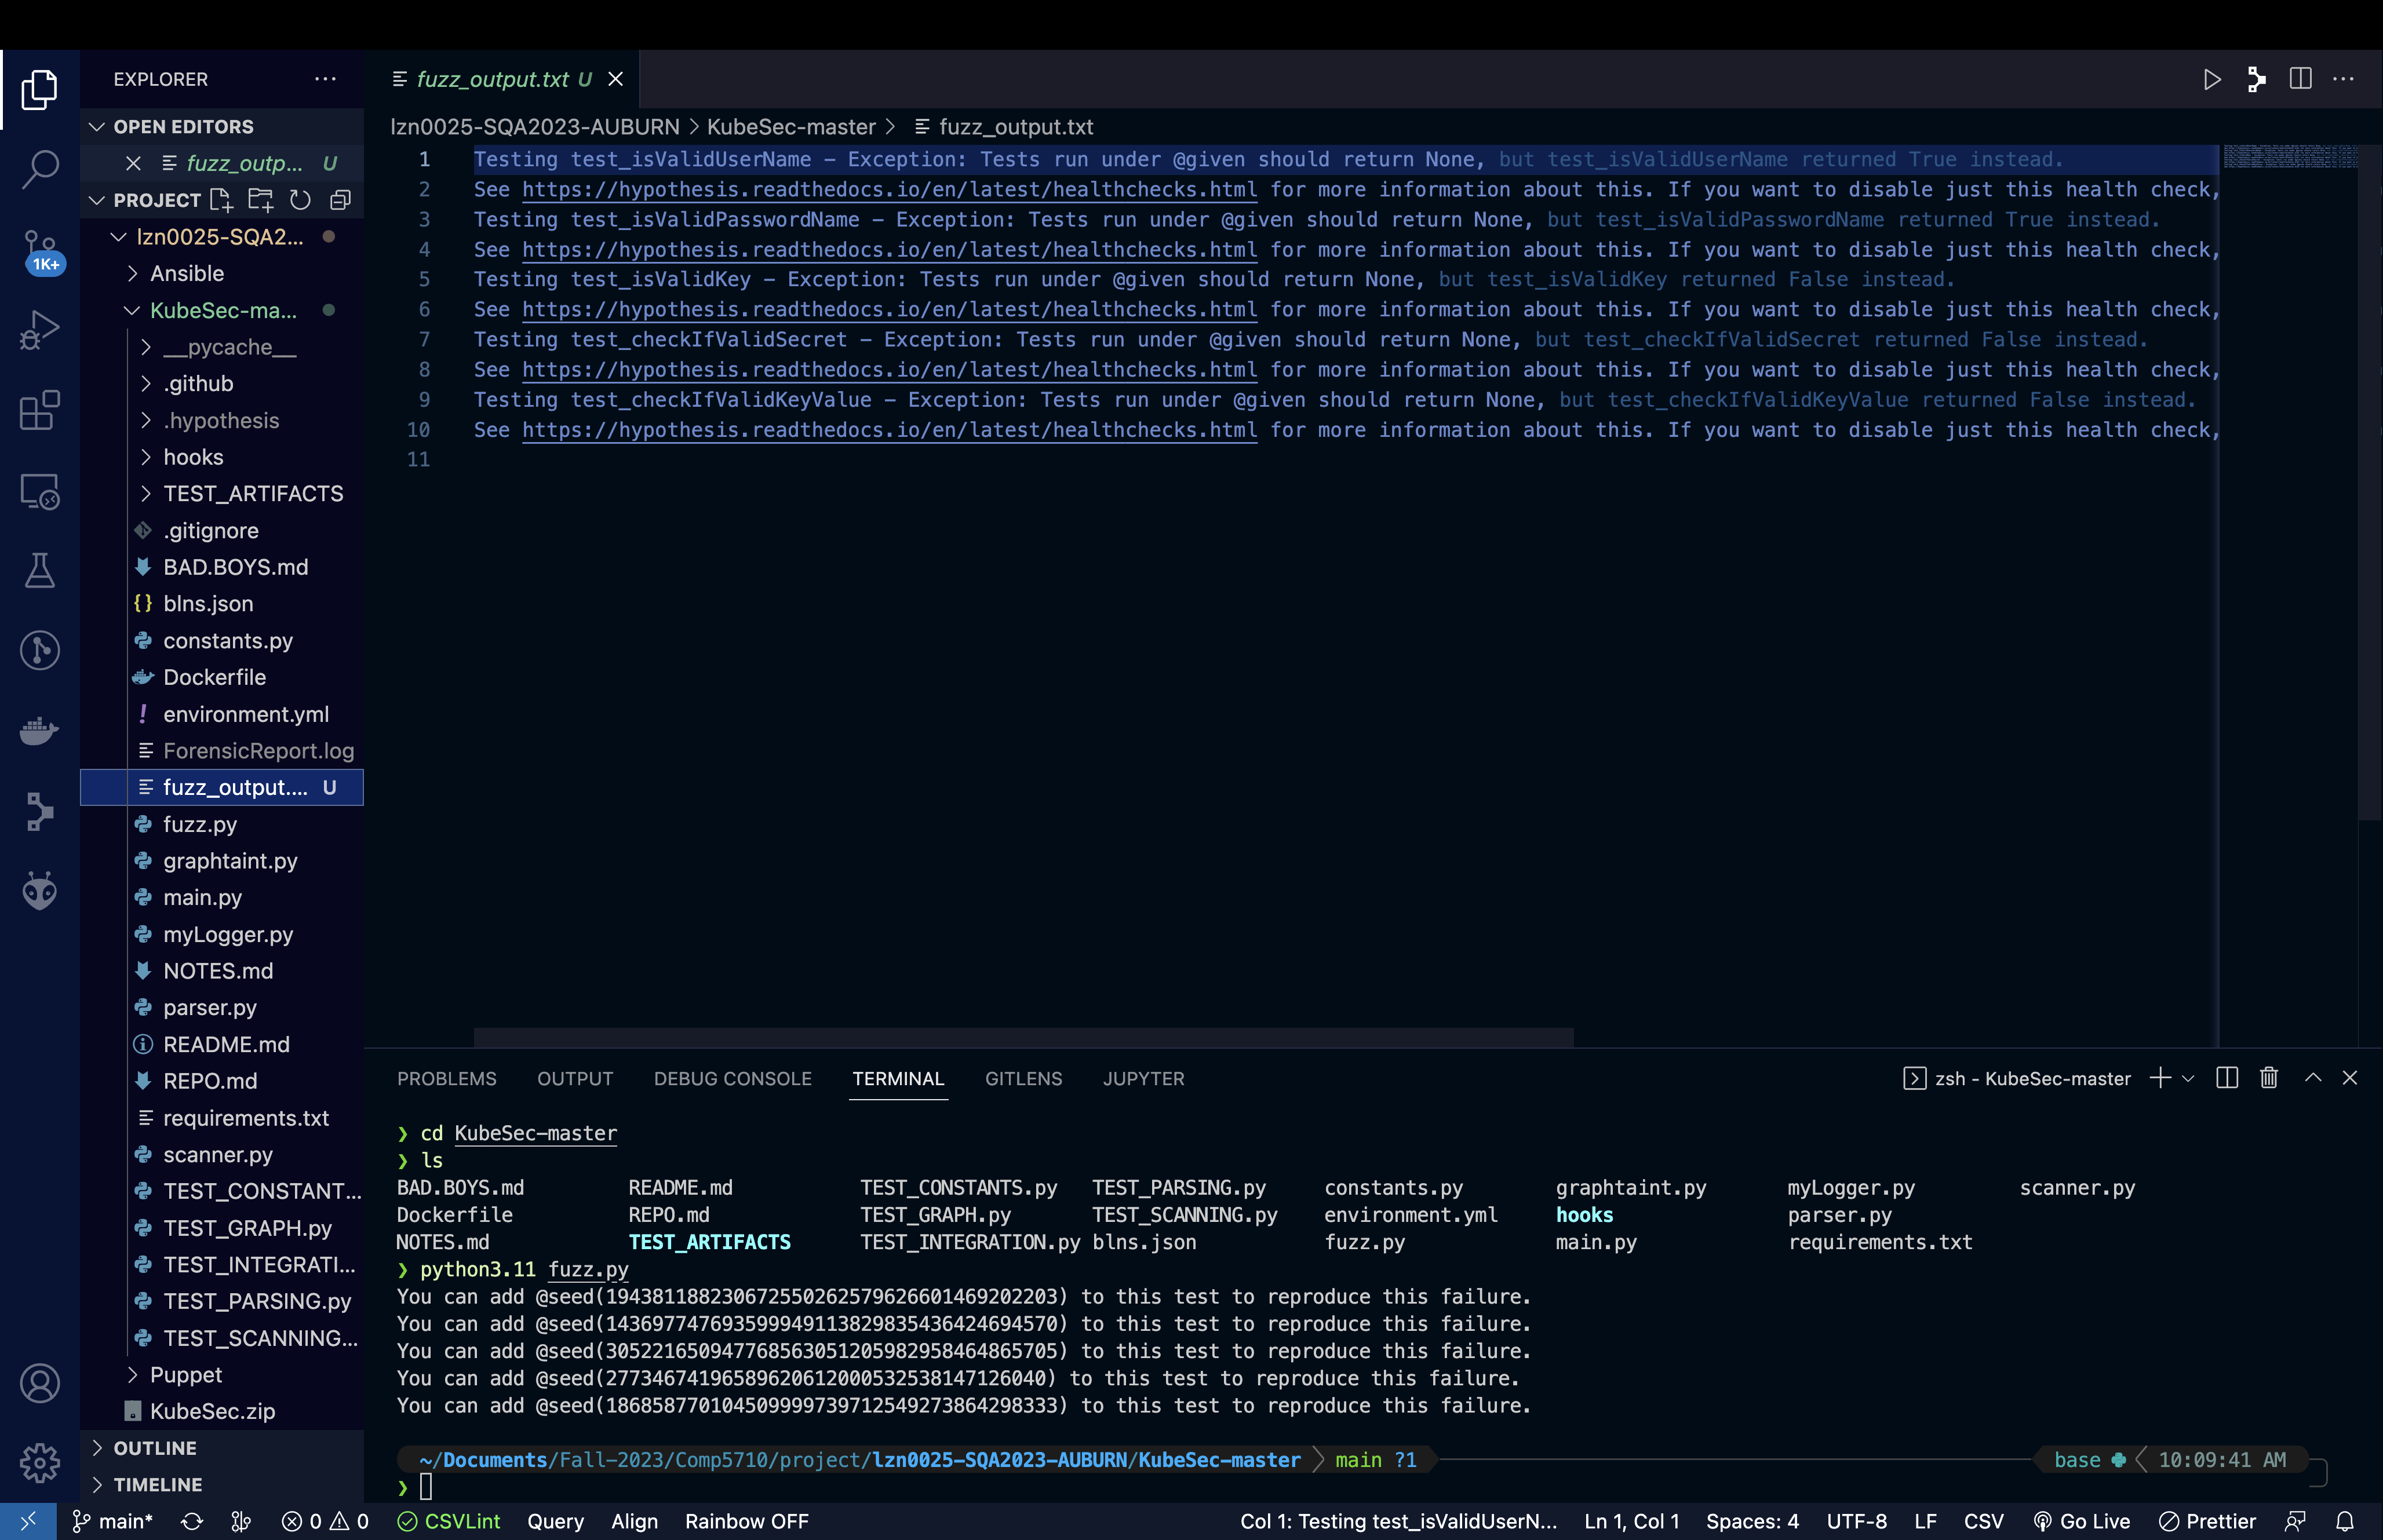 EXPLORER
OPEN EDITORS
fuzz_outp... U
PROJECT
lzn0025-SQA2...
Ansible
KubeSec-ma...
__pycache__
.github
.hypothesis
hooks
TEST_ARTIFACTS
.gitignore
BAD.BOYS.md
blns.json
constants.py
Dockerfile
environment.yml
ForensicReport.log
fuzz_output.... U
fuzz.py
graphtaint.py
main.py
myLogger.py
NOTES.md
parser.py
README.md
REPO.md
requirements.txt
scanner.py
TEST_CONSTANT...
TEST_GRAPH.py
TEST_INTEGRATI...
TEST_PARSING.py
TEST_SCANNING...
Puppet
KubeSec.zip
OUTLINE
TIMELINE
1K+
fuzz_output.txt U
lzn0025-SQA2023-AUBURN > KubeSec-master > fuzz_output.txt
1 Testing test_isValidUserName - Exception: Tests run under @given should return None, but test_isValidUserName returned True instead.
2 See https://hypothesis.readthedocs.io/en/latest/healthchecks.html for more information about this. If you want to disable just this health check,
3 Testing test_isValidPasswordName - Exception: Tests run under @given should return None, but test_isValidPasswordName returned True instead.
4 See https://hypothesis.readthedocs.io/en/latest/healthchecks.html for more information about this. If you want to disable just this health check,
5 Testing test_isValidKey - Exception: Tests run under @given should return None, but test_isValidKey returned False instead.
6 See https://hypothesis.readthedocs.io/en/latest/healthchecks.html for more information about this. If you want to disable just this health check,
7 Testing test_checkIfValidSecret - Exception: Tests run under @given should return None, but test_checkIfValidSecret returned False instead.
8 See https://hypothesis.readthedocs.io/en/latest/healthchecks.html for more information about this. If you want to disable just this health check,
9 Testing test_checkIfValidKeyValue - Exception: Tests run under @given should return None, but test_checkIfValidKeyValue returned False instead.
10 See https://hypothesis.readthedocs.io/en/latest/healthchecks.html for more information about this. If you want to disable just this health check,
11
PROBLEMS OUTPUT DEBUG CONSOLE TERMINAL GITLENS JUPYTER zsh - KubeSec-master
❯ cd KubeSec-master
❯ ls
BAD.BOYS.md README.md TEST_CONSTANTS.py TEST_PARSING.py constants.py graphtaint.py myLogger.py scanner.py
Dockerfile REPO.md TEST_GRAPH.py TEST_SCANNING.py environment.yml hooks parser.py
NOTES.md TEST_ARTIFACTS TEST_INTEGRATION.py blns.json fuzz.py main.py requirements.txt
❯ python3.11 fuzz.py
You can add @seed(194381188230672550262579626601469202203) to this test to reproduce this failure.
You can add @seed(143697747693599949113829835436424694570) to this test to reproduce this failure.
You can add @seed(305221650947768563051205982958464865705) to this test to reproduce this failure.
You can add @seed(27734674196589620612000532538147126040) to this test to reproduce this failure.
You can add @seed(186858770104509999739712549273864298333) to this test to reproduce this failure.
~/Documents/Fall-2023/Comp5710/project/lzn0025-SQA2023-AUBURN/KubeSec-master > main ?1 base 10:09:41 AM
❯
main* 0 0 CSVLint Query Align Rainbow OFF Col 1: Testing test_isValidUserN... Ln 1, Col 1 Spaces: 4 UTF-8 LF CSV Go Live Prettier